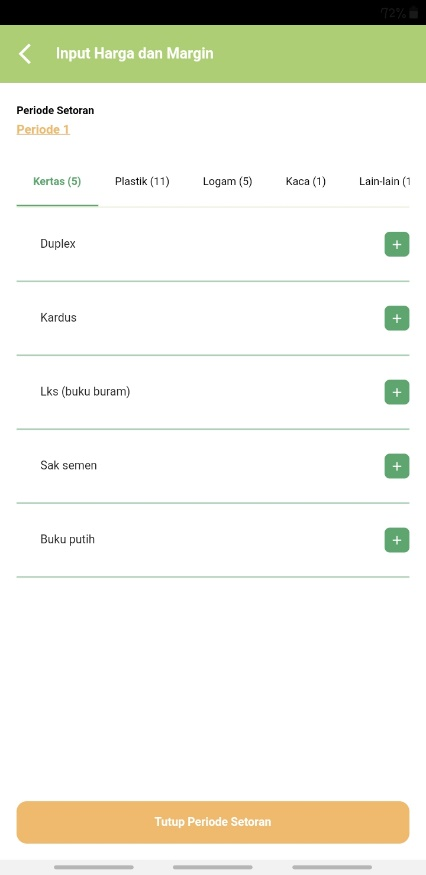 72%
Input Harga dan Margin
Periode Setoran
Periode 1
Kertas (5) Plastik (11) Logam (5) Kaca (1) Lain-lain (1
Duplex
+
Kardus
+
Lks (buku buram)
+
Sak semen
+
Buku putih
+
Tutup Periode Setoran